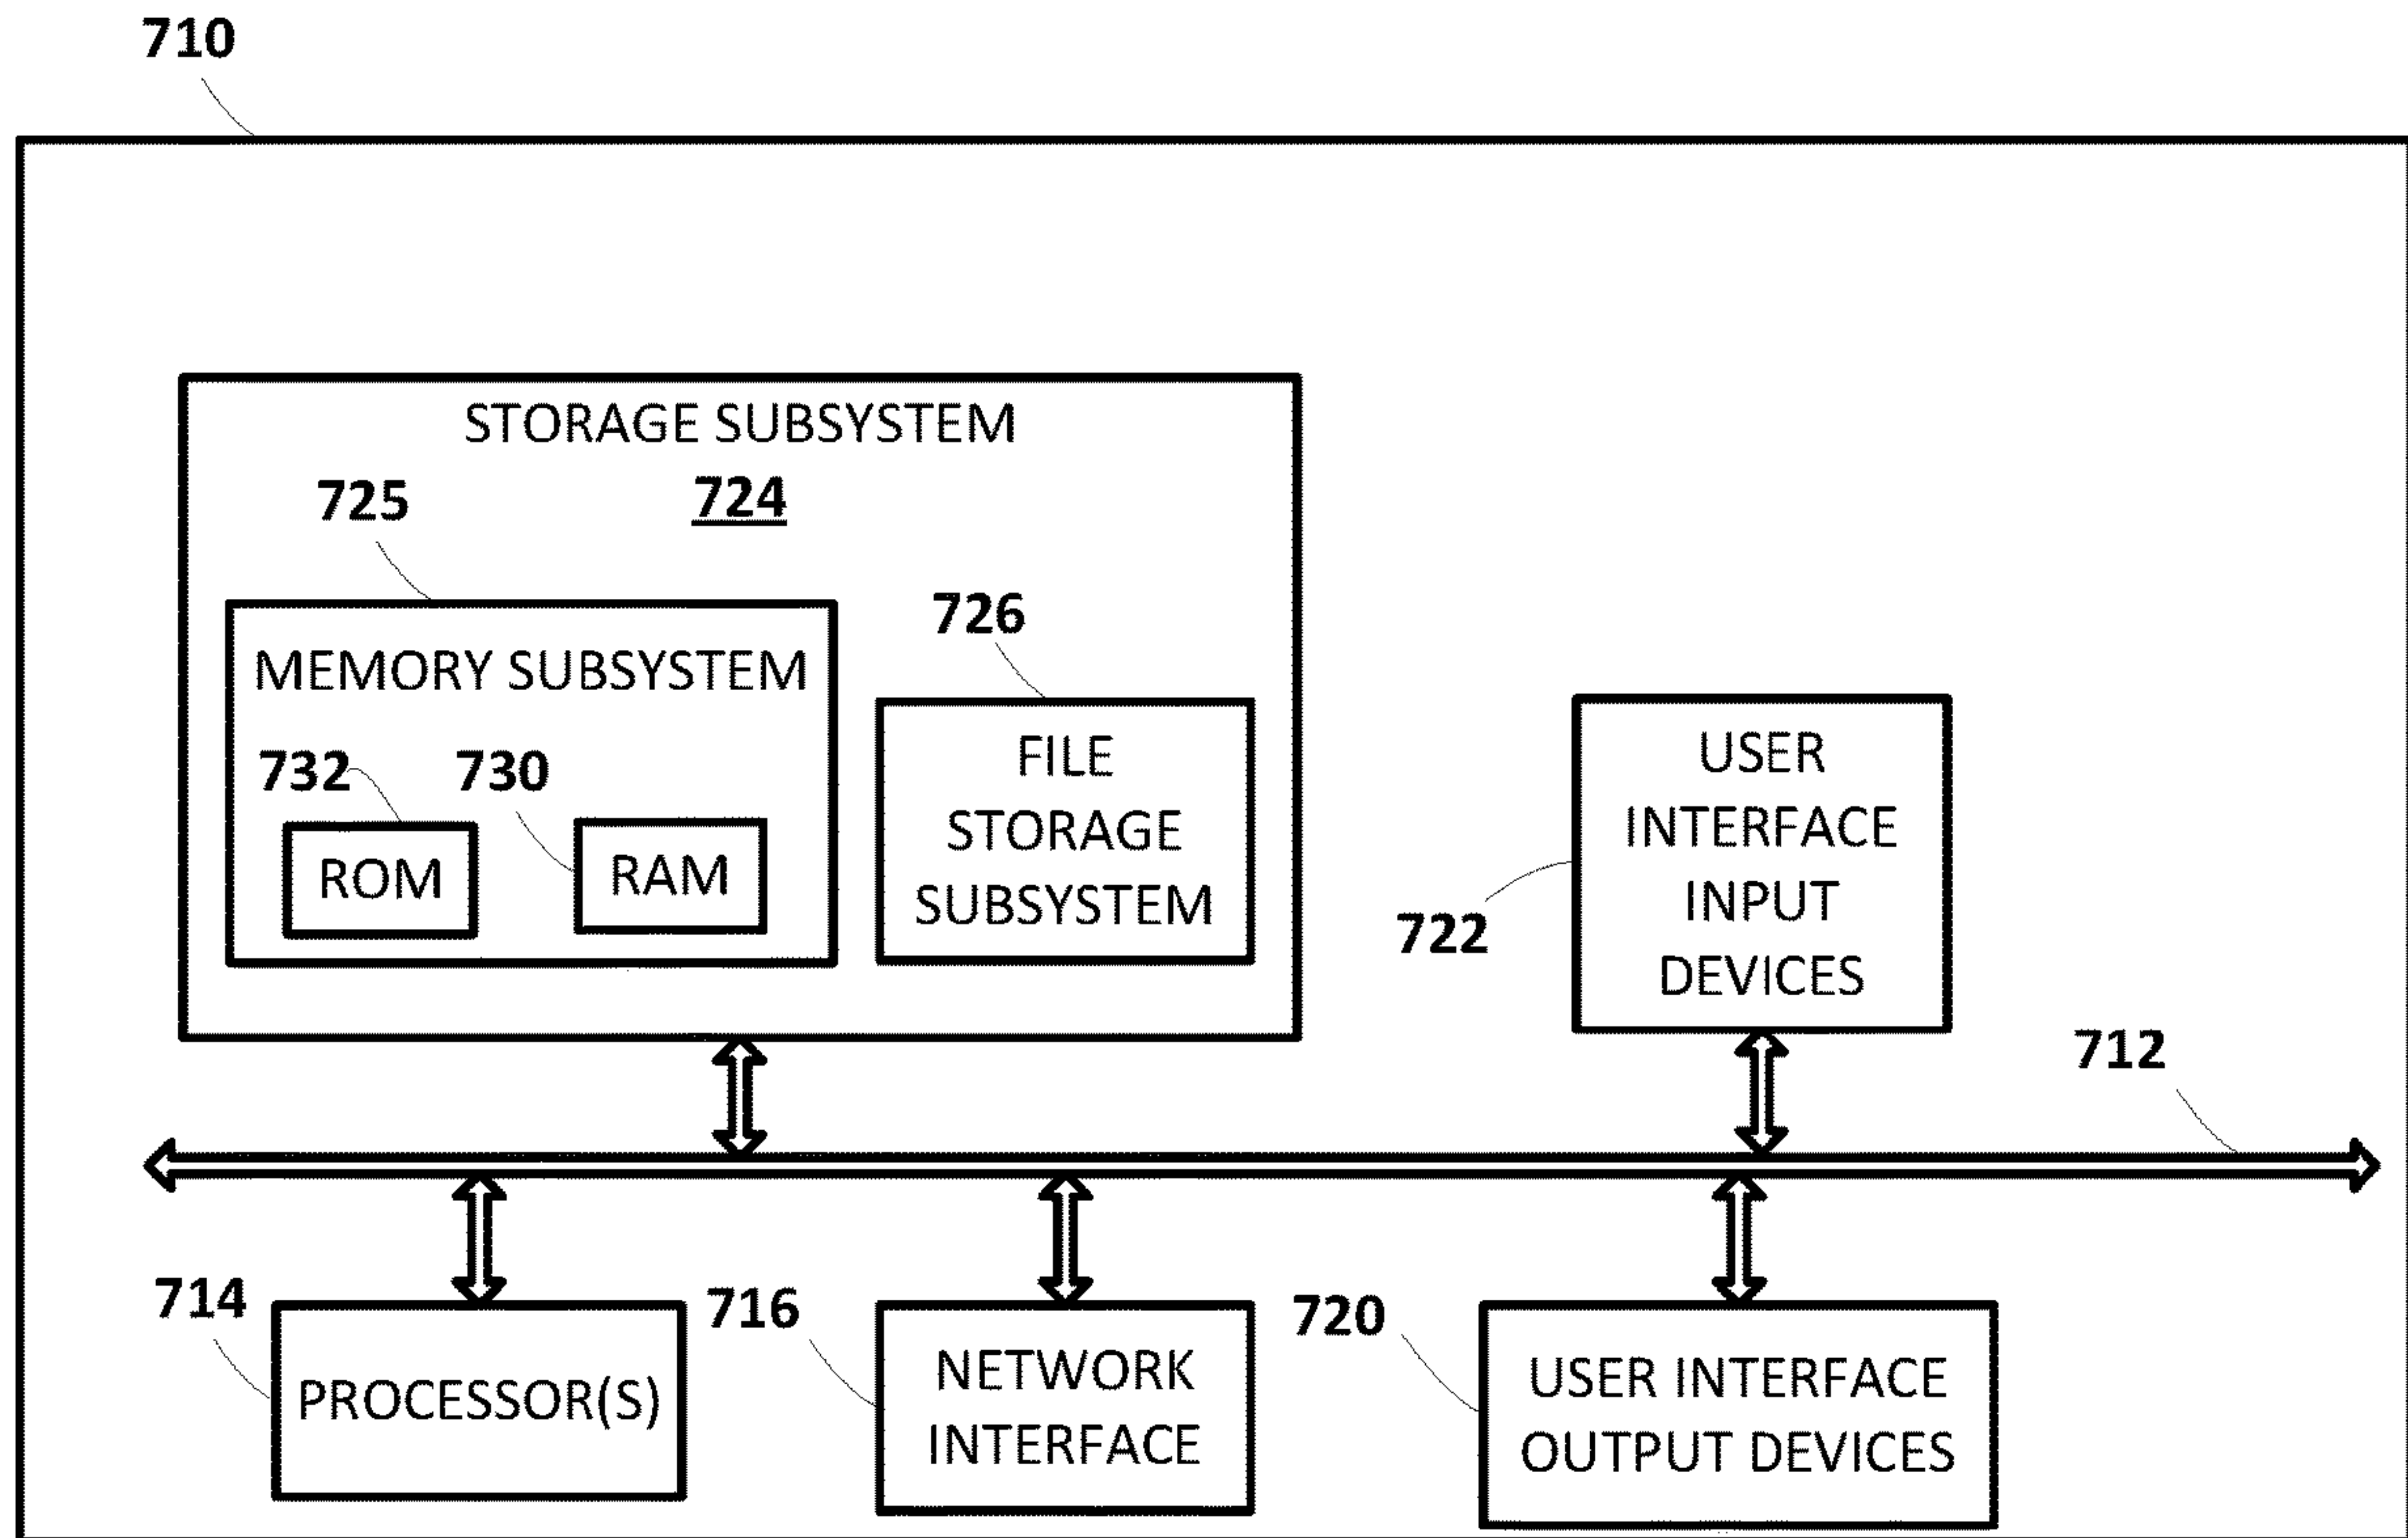 710
STORAGE SUBSYSTEM
724
725
MEMORY SUBSYSTEM
732
730
ROM
RAM
726
FILE
STORAGE
SUBSYSTEM
USER
INTERFACE
INPUT
DEVICES
722
712
714
PROCESSOR(S)
716
NETWORK
INTERFACE
720
USER INTERFACE
OUTPUT DEVICES